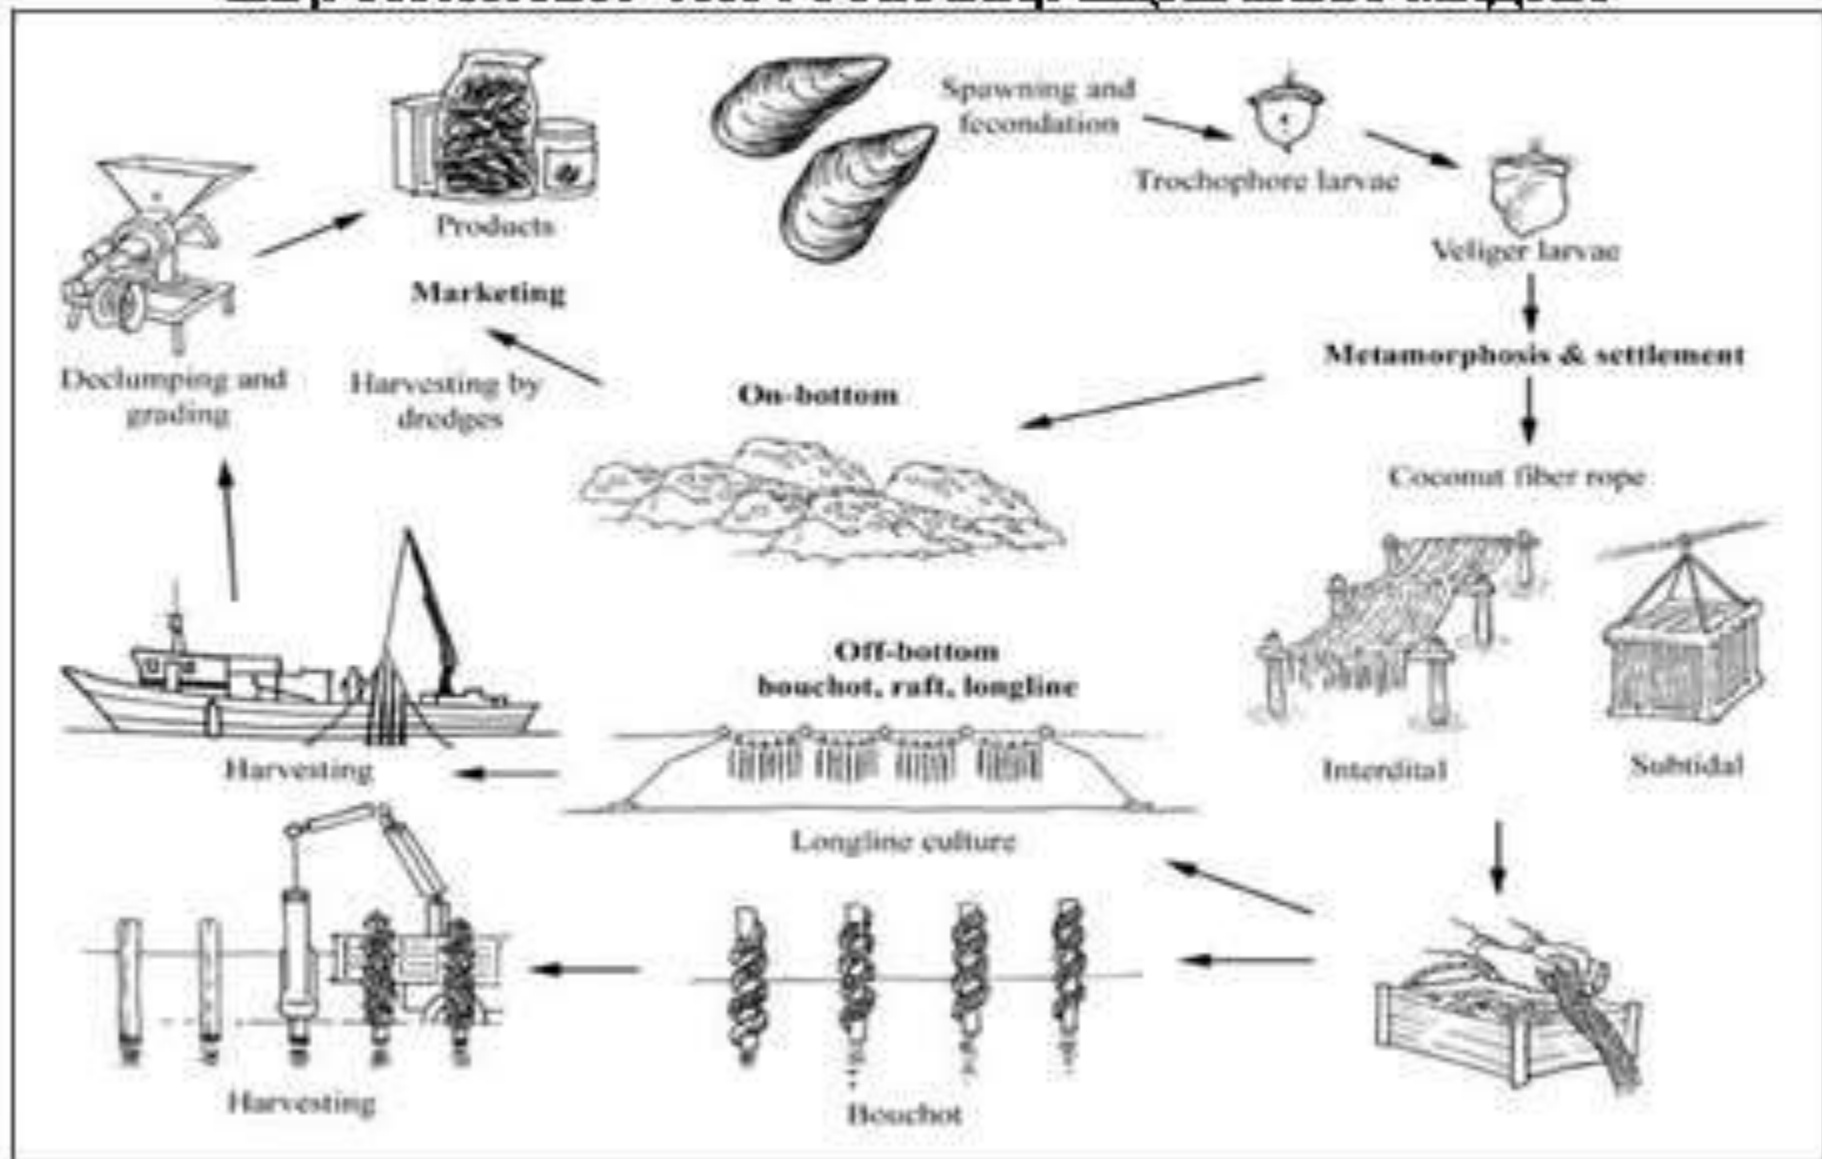 Spawning and
fecondation
Trochophore larvae
Veliger larvae
Products
Marketing
Metamorphosis & settlement
Declumping and
grading
Harvesting by
dredges
On-bottom
Coconut fiber rope
Off-bottom
bouchot, raft, longline
Interdital
Subtidal
Harvesting
Longline culture
Harvesting
Bouchot